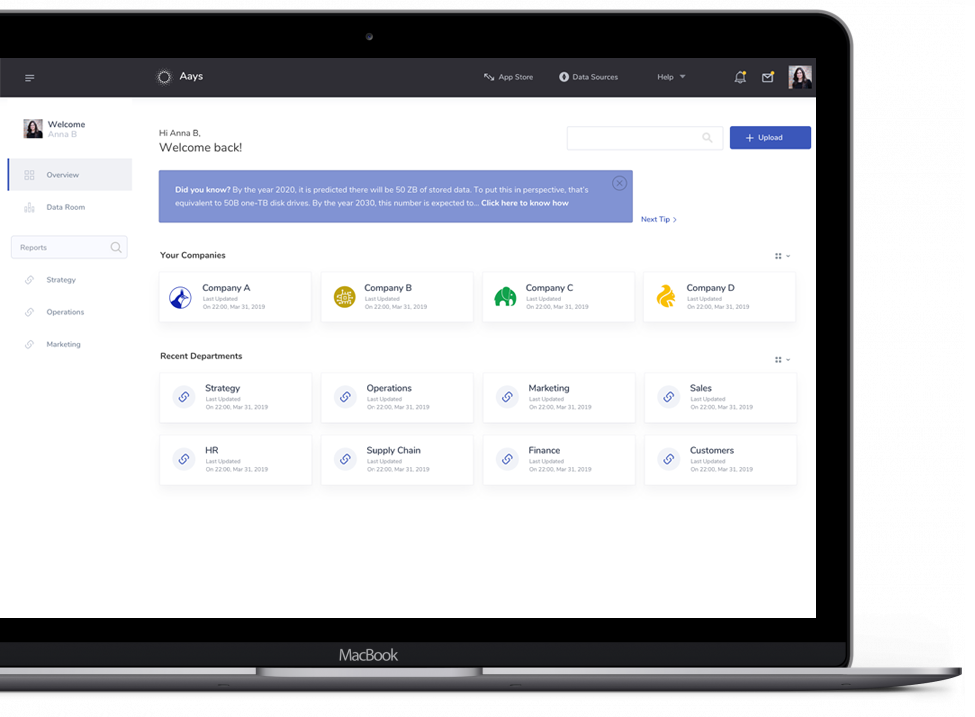 Aays
App Store
Data Sources
Help
Welcome
Anna B
Overview
Data Room
Reports
Strategy
Operations
Marketing
Hi Anna B,
Welcome back!
Upload
Did you know? By the year 2020, it is predicted there will be 50 ZB of stored data. To put this in perspective, that's
equivalent to 50B one-TB disk drives. By the year 2030, this number is expected to... Click here to know how
Next Tip
Your Companies
Company A
Last Updated
On 22:00, Mar 31, 2019
Company B
Last Updated
On 22:00, Mar 31, 2019
Company C
Last Updated
On 22:00, Mar 31, 2019
Company D
Last Updated
On 22:00, Mar 31, 2019
Recent Departments
Strategy
Last Updated
On 22:00, Mar 31, 2019
Operations
Last Updated
On 22:00, Mar 31, 2019
Marketing
Last Updated
On 22:00, Mar 31, 2019
Sales
Last Updated
On 22:00, Mar 31, 2019
HR
Last Updated
On 22:00, Mar 31, 2019
Supply Chain
Last Updated
On 22:00, Mar 31, 2019
Finance
Last Updated
On 22:00, Mar 31, 2019
Customers
Last Updated
On 22:00, Mar 31, 2019
MacBook